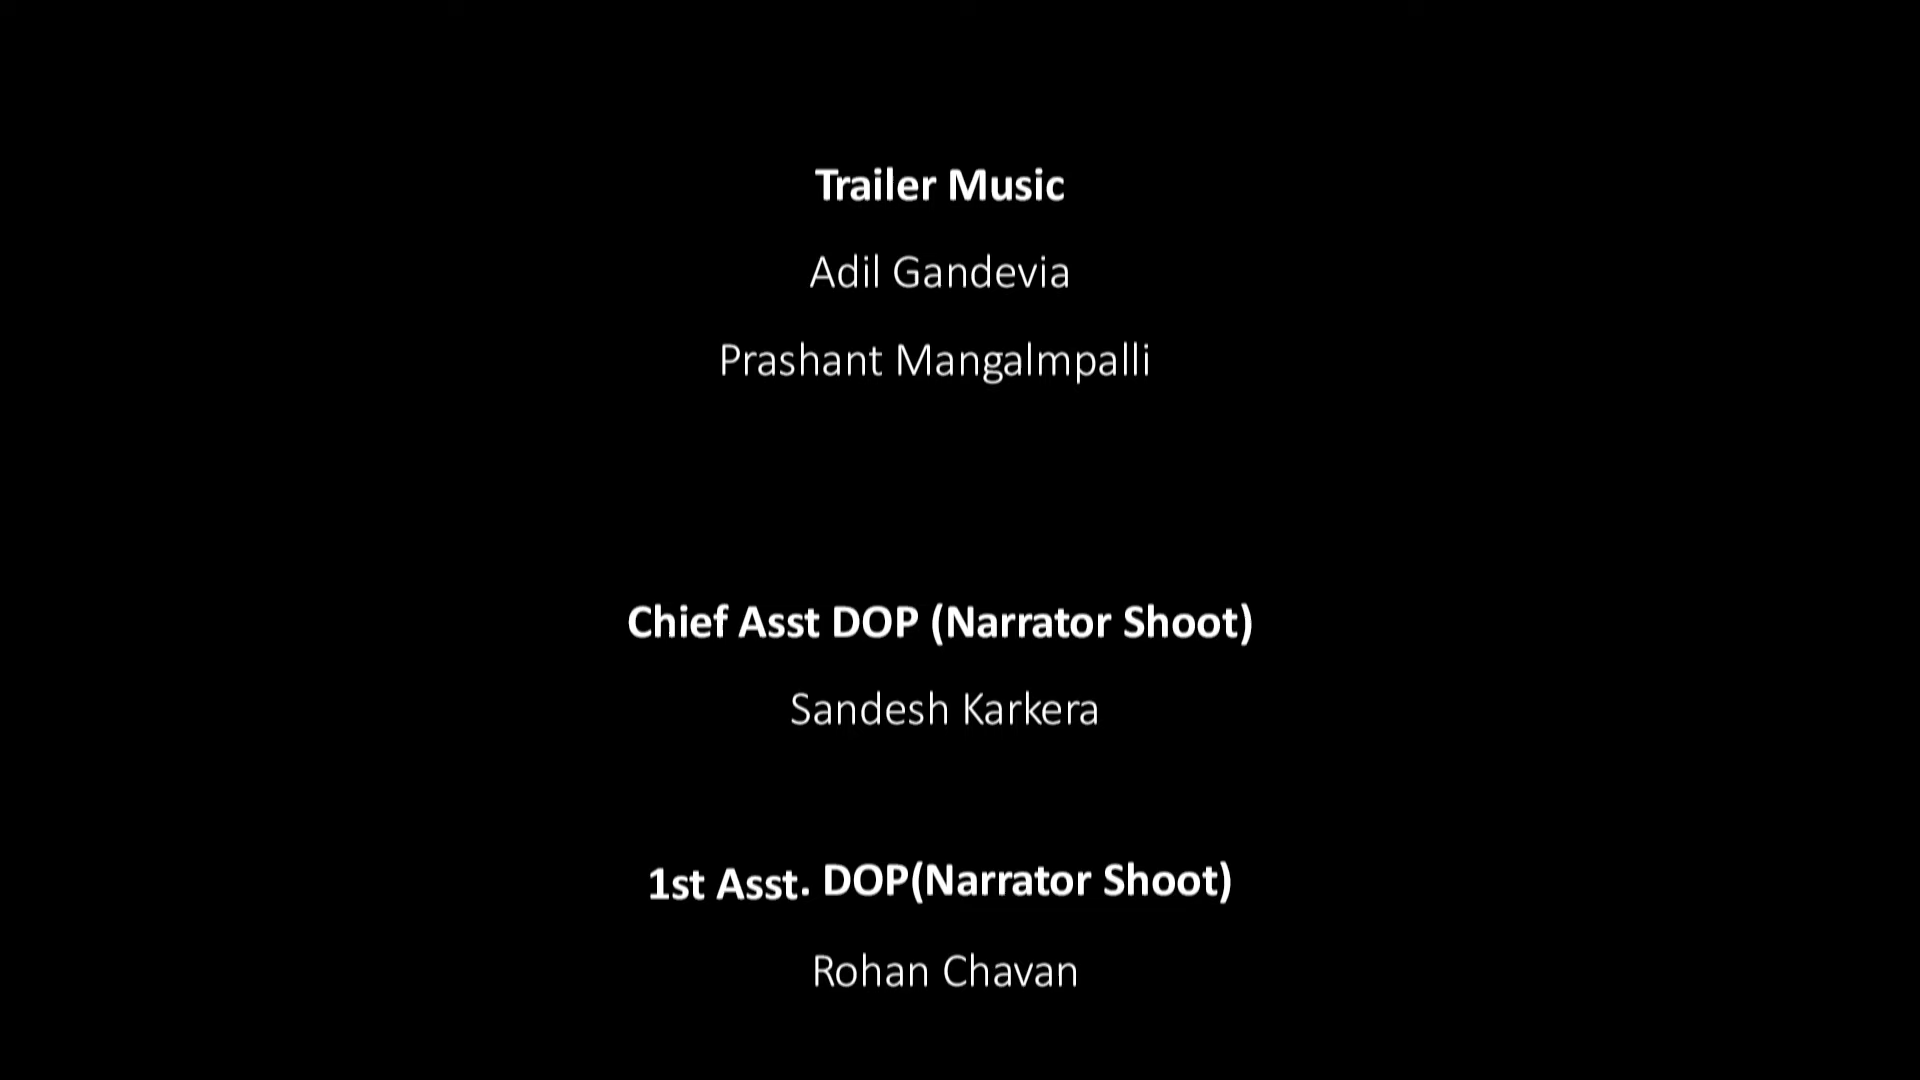 Trailer Music
Adil Gandevia
Prashant Mangalmpalli
Chief Asst DOP (Narrator Shoot)
Sandesh Karkera
1st Asst. DOP(Narrator Shoot)
Rohan Chavan